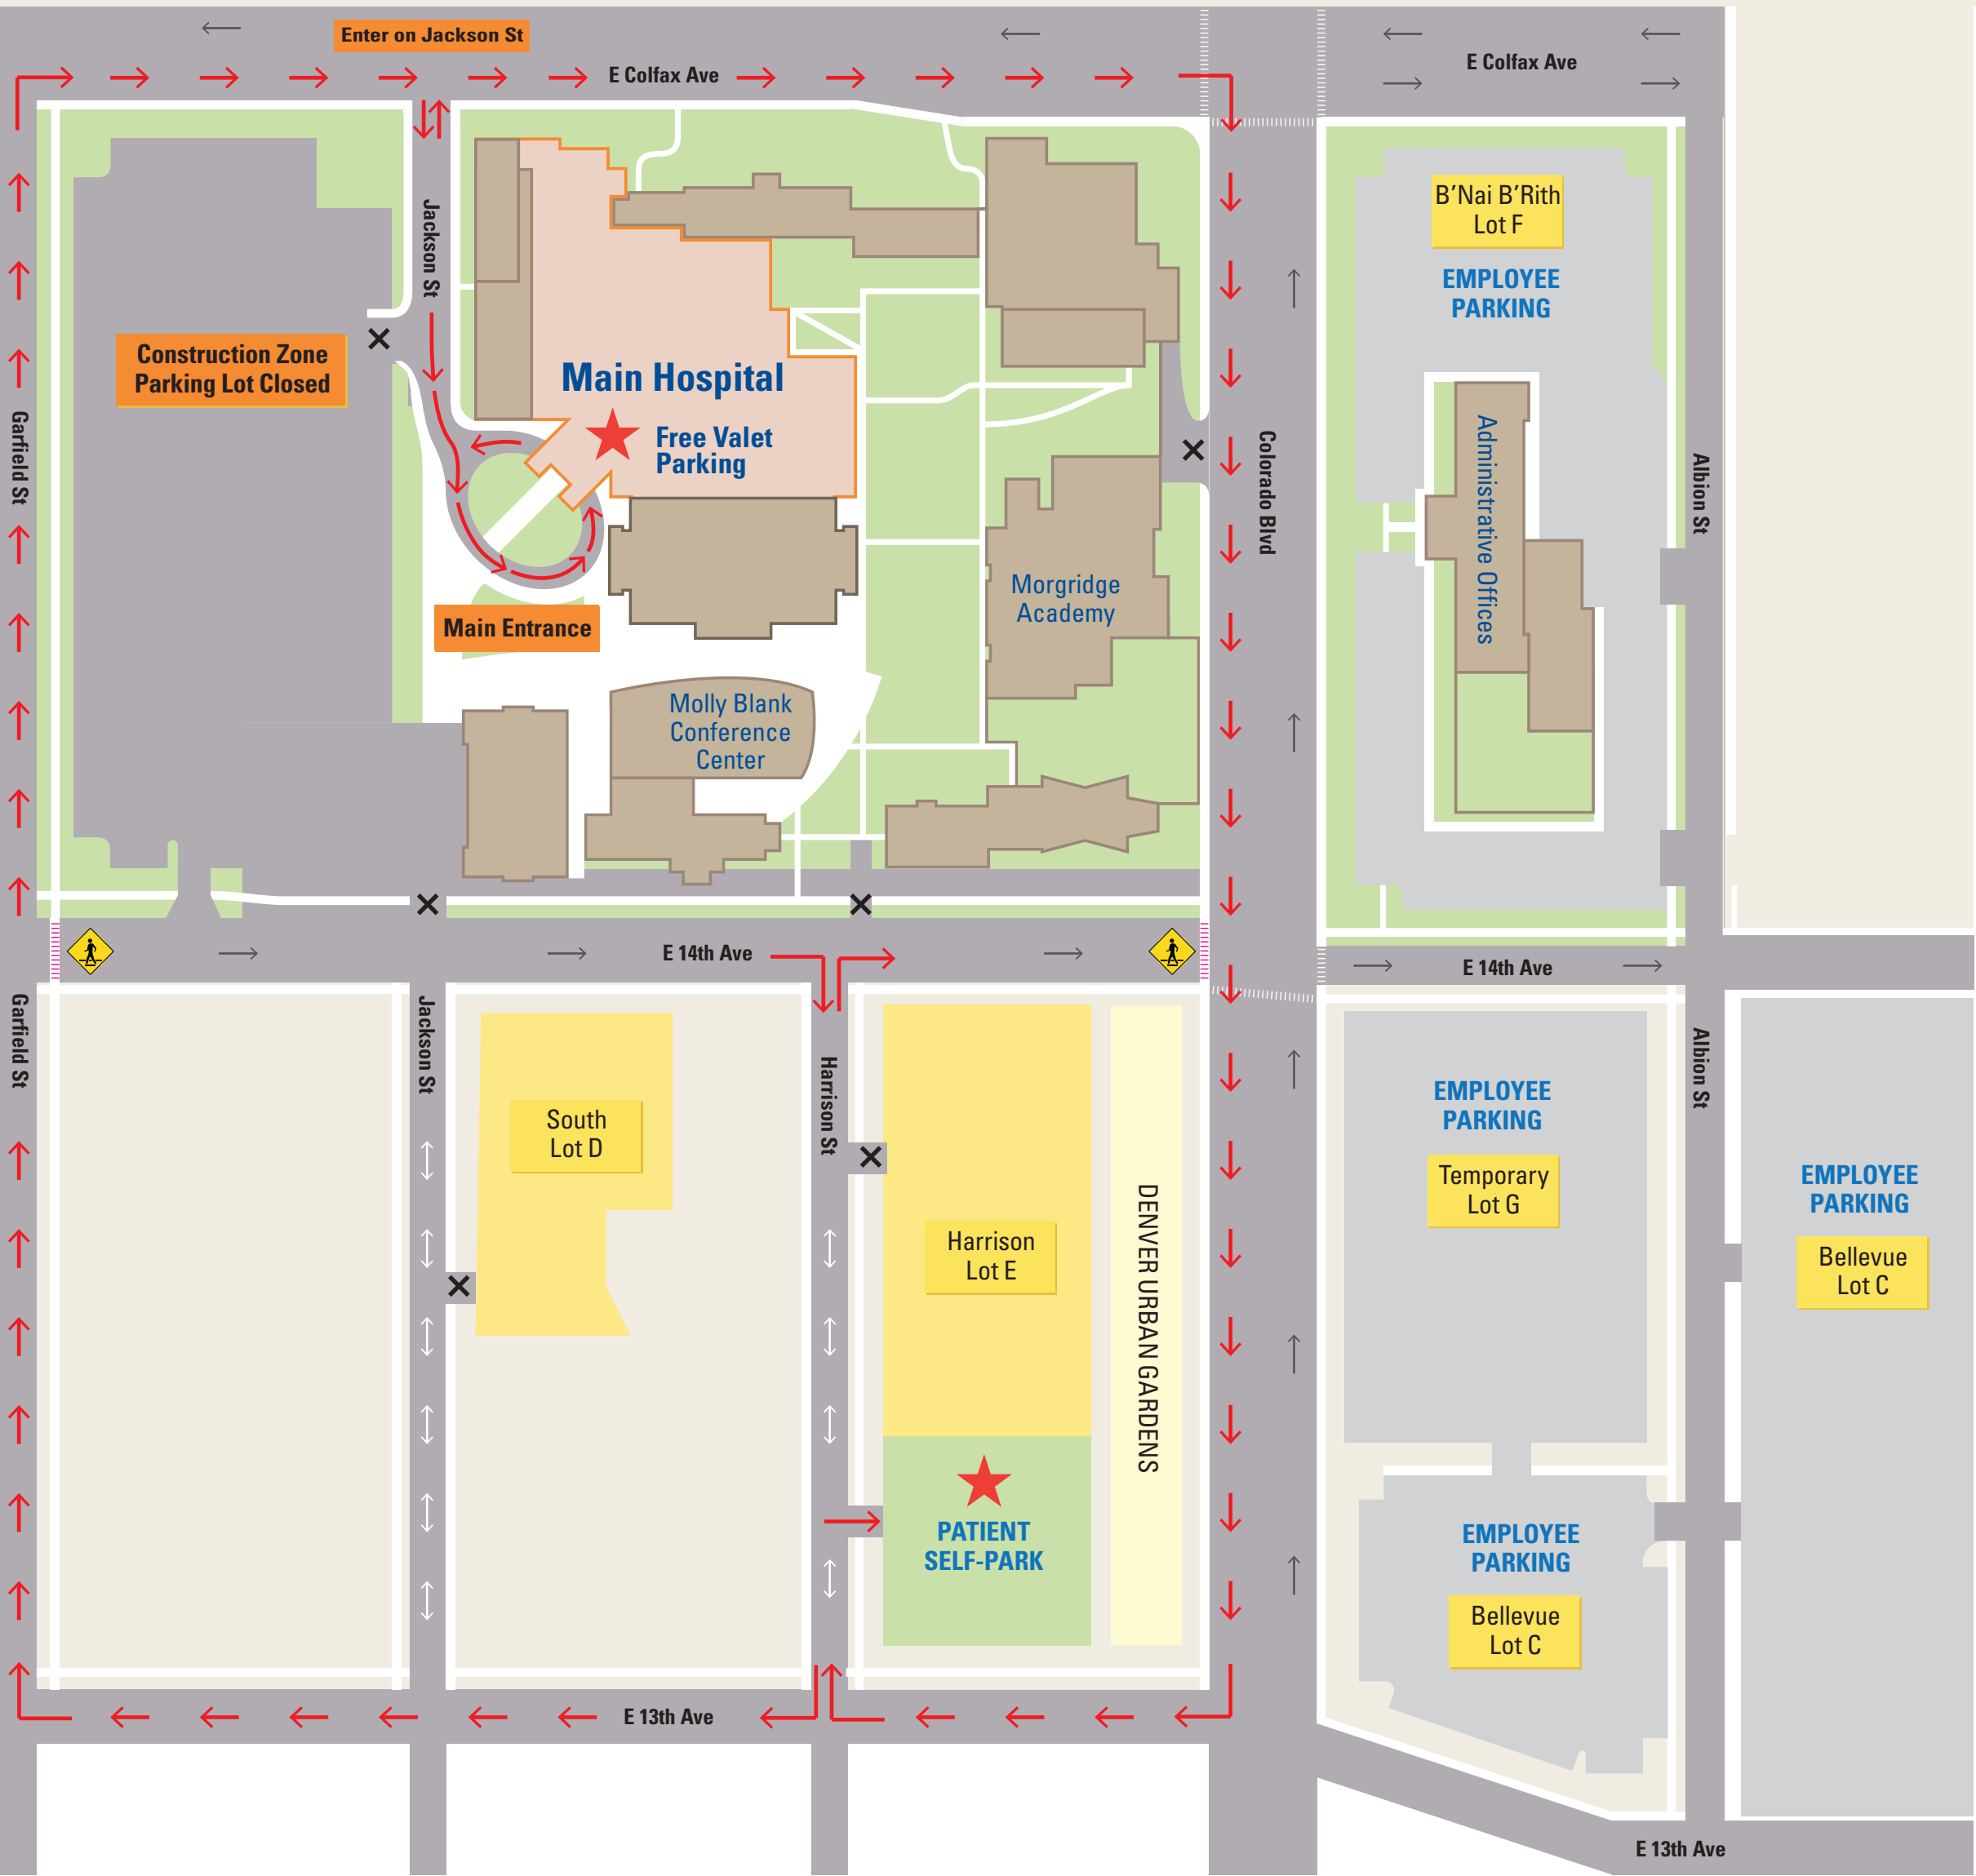 Enter on Jackson St
E Colfax Ave
E Colfax Ave
Jackson St
B’Nai B’Rith
Lot F
EMPLOYEE
PARKING
Construction Zone
Parking Lot Closed
Main Hospital
Free Valet
Parking
Garfield St
Colorado Blvd
Administrative Offices
Albion St
Morgridge
Academy
Main Entrance
Molly Blank
Conference
Center
E 14th Ave
E 14th Ave
Garfield St
Jackson St
Harrison St
Albion St
South
Lot D
EMPLOYEE
PARKING
Temporary
Lot G
EMPLOYEE
PARKING
Bellevue
Lot C
Harrison
Lot E
DENVER URBAN GARDENS
PATIENT
SELF-PARK
EMPLOYEE
PARKING
Bellevue
Lot C
E 13th Ave
E 13th Ave